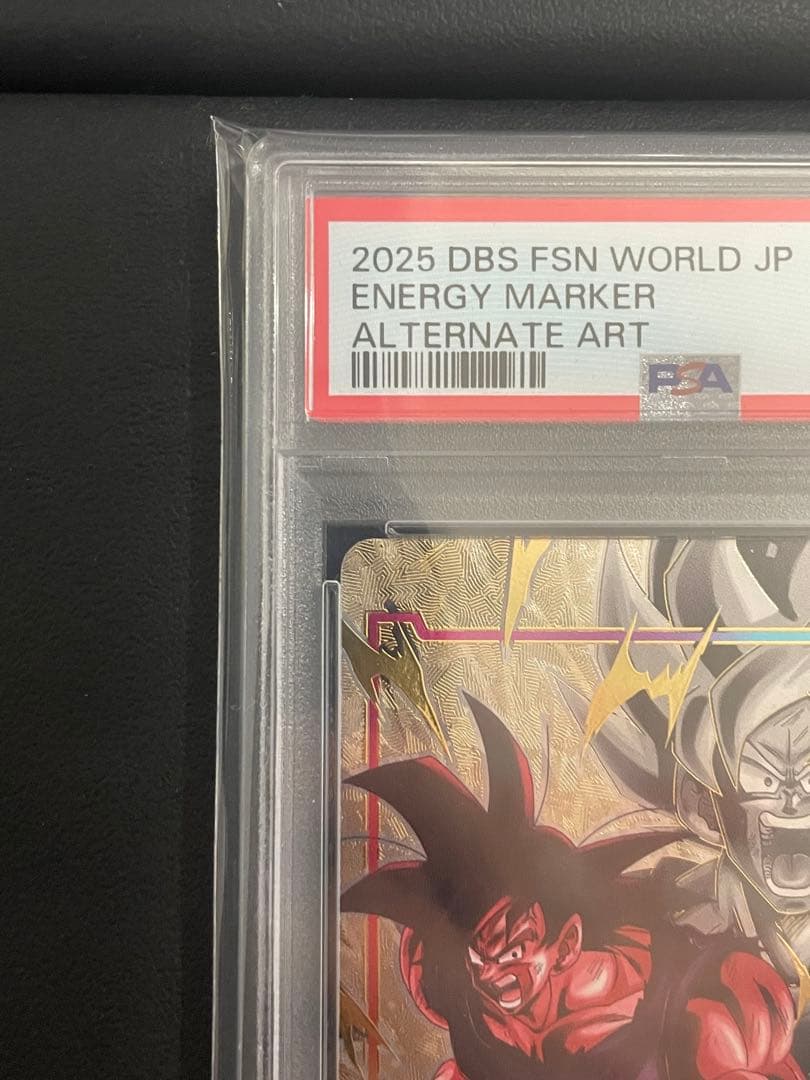 2025 DBS FSN WORLD JP
ENERGY MARKER
ALTERNATE ART
PSA